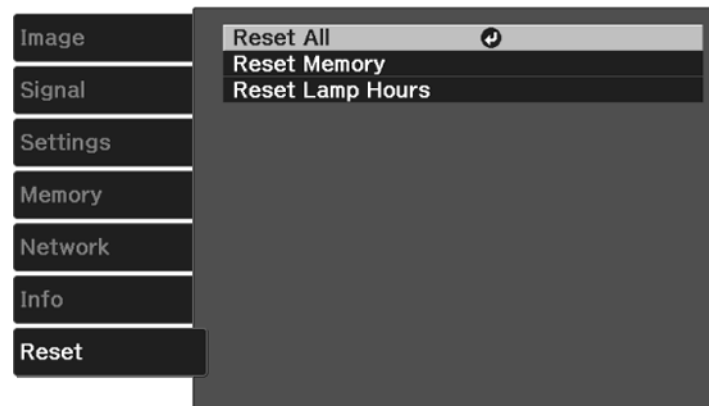 Image
Signal
Settings
Memory
Network
Info
Reset
Reset All
Reset Memory
Reset Lamp Hours